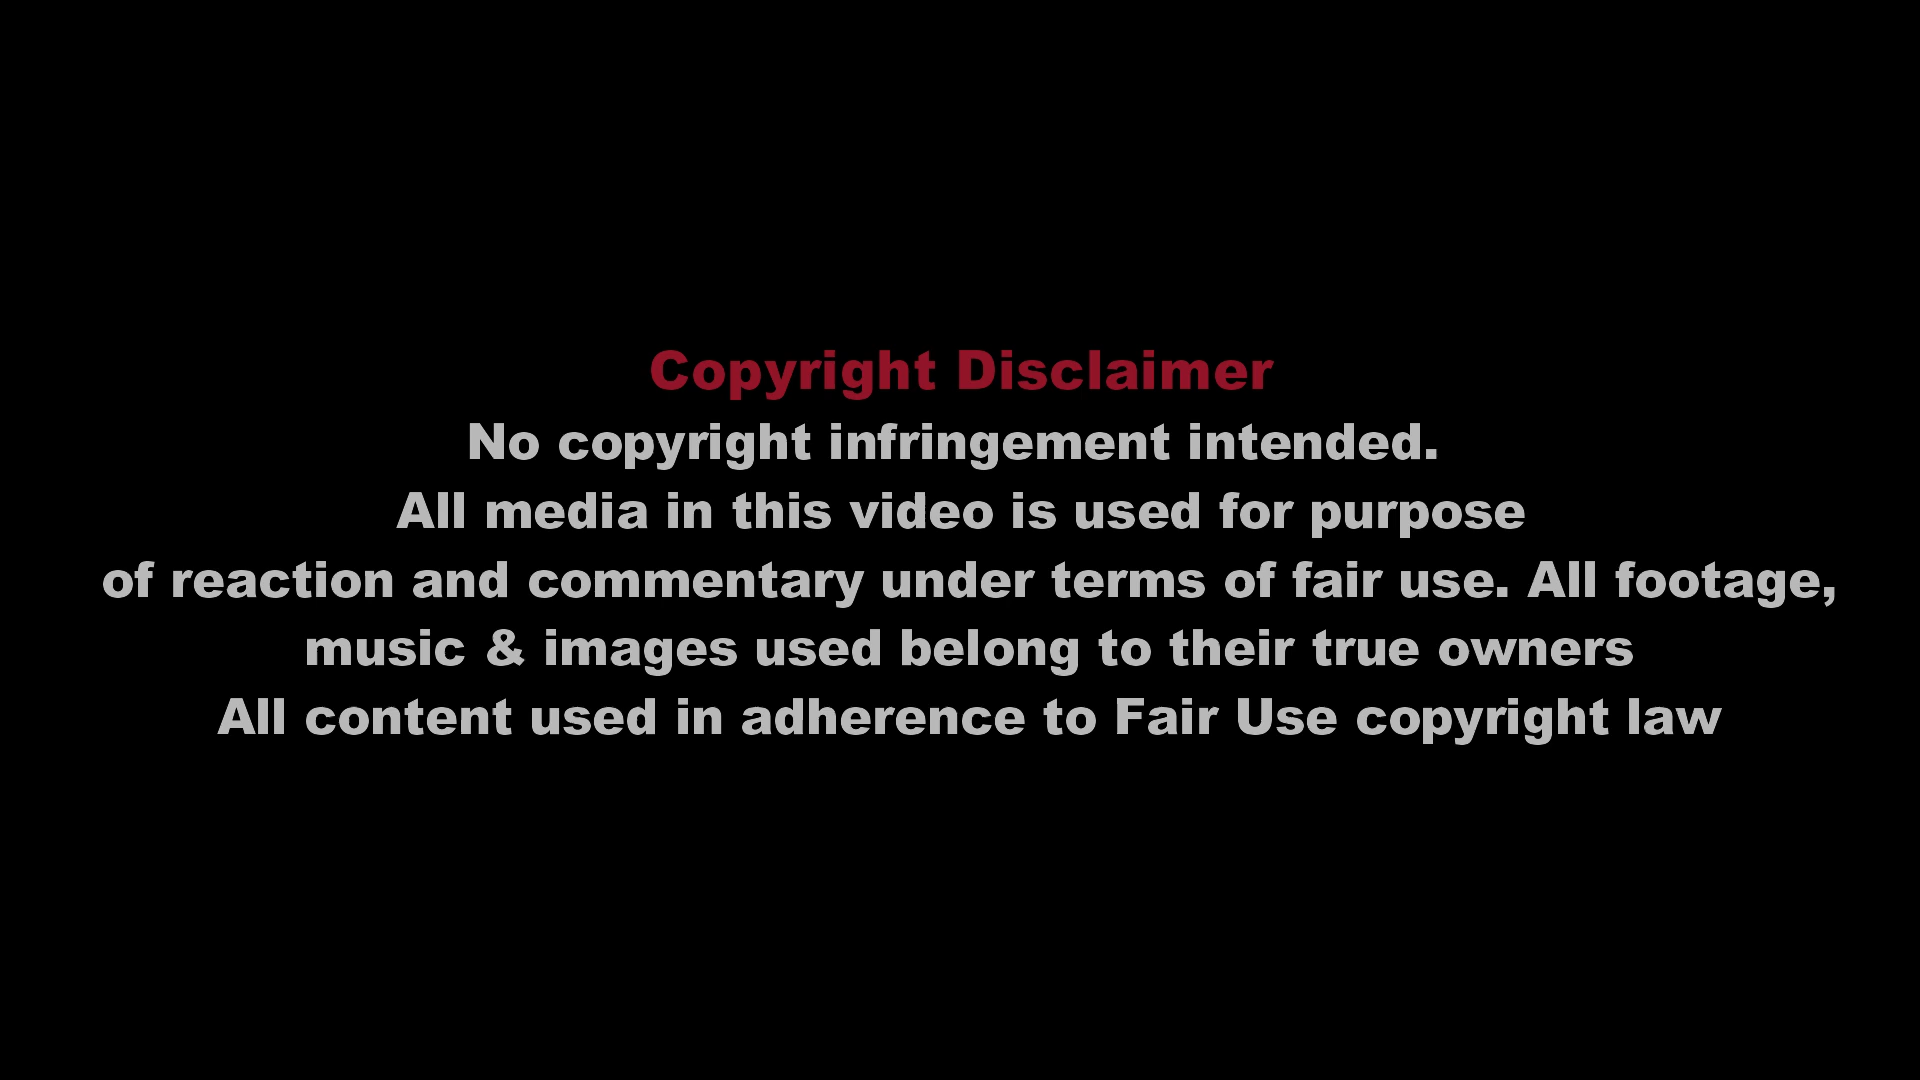 Copyright Disclaimer
No copyright infringement intended.
All media in this video is used for purpose
of reaction and commentary under terms of fair use. All footage,
music & images used belong to their true owners
All content used in adherence to Fair Use copyright law